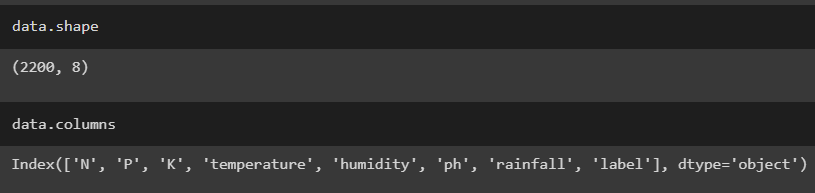 data.shape
(2200, 8)
data.columns
Index(['N', 'P', 'K', 'temperature', 'humidity', 'ph', 'rainfall', 'label'], dtype='object')